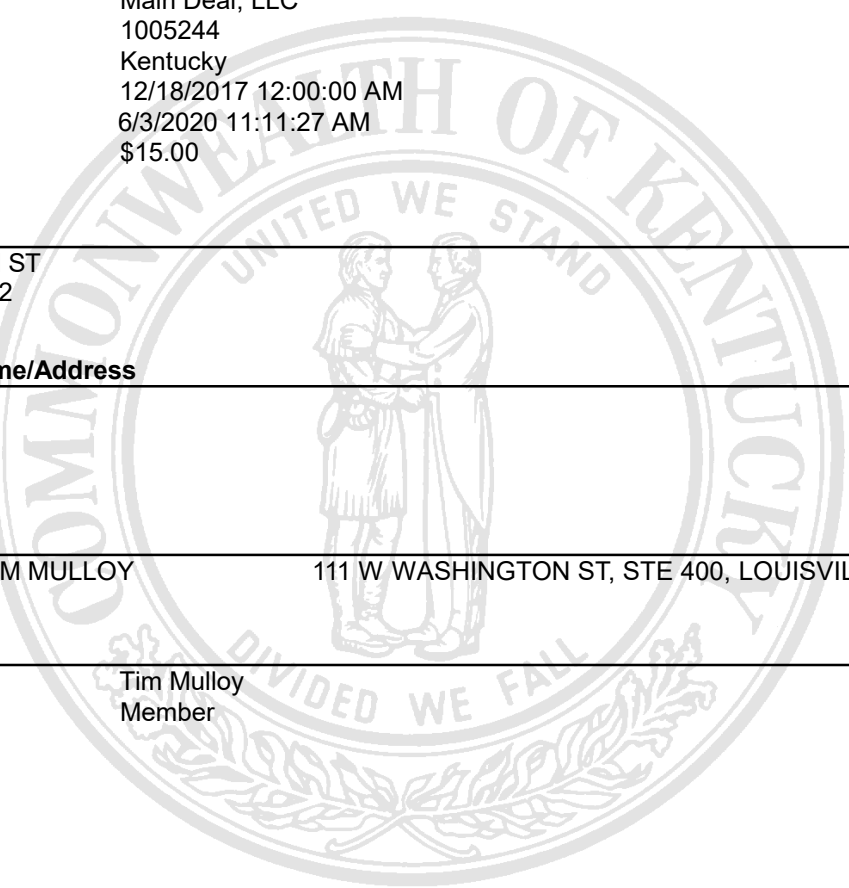 Main Deal, LLC
1005244
Kentucky
12/18/2017 12:00:00 AM
6/3/2020 11:11:27 AM
$15.00
COMMONWEALTH OF KENTUCKY
UNITED WE STAND
ST
2
me/Address
M MULLOY 111 W WASHINGTON ST, STE 400, LOUISVIL
DIVIDED WE FALL
Tim Mulloy
Member